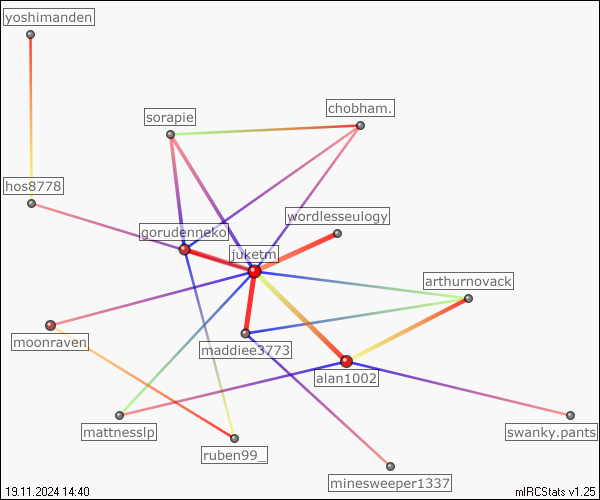 yoshimanden
chobham.
sorapie
hos8778
wordlesseulogy
gorudenneko
juketm
arthurnovack
moonraven
maddiee3773
alan1002
mattnesslp
swanky.pants
ruben99_
minesweeper1337
19.11.2024 14:40
mIRCStats v1.25